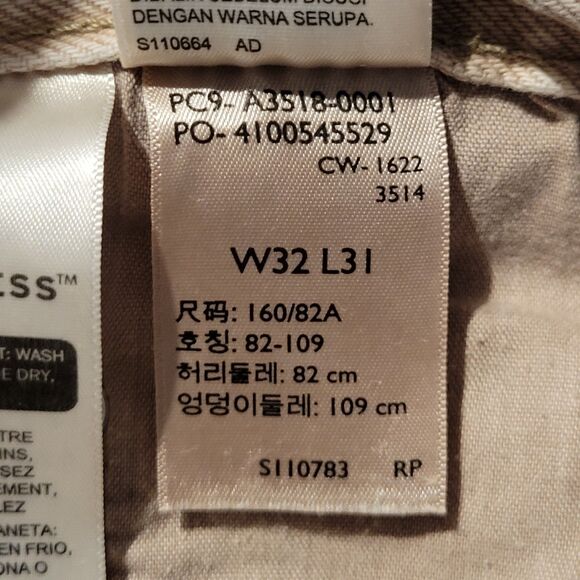 DENGAN WARNA SERUPA.
S110664 AD
PC9- A3518-0001
PO- 4100545529
CW- 1622
3514
W32 L31
尺码: 160/82A
호칭: 82-109
허리둘레: 82 cm
엉덩이둘레: 109 cm
S110783 RP
ESS™
T: WASH
E DRY.
TRE
INS,
SEZ
EMENT,
LEZ
ANETA:
EN FRIO,
NA O